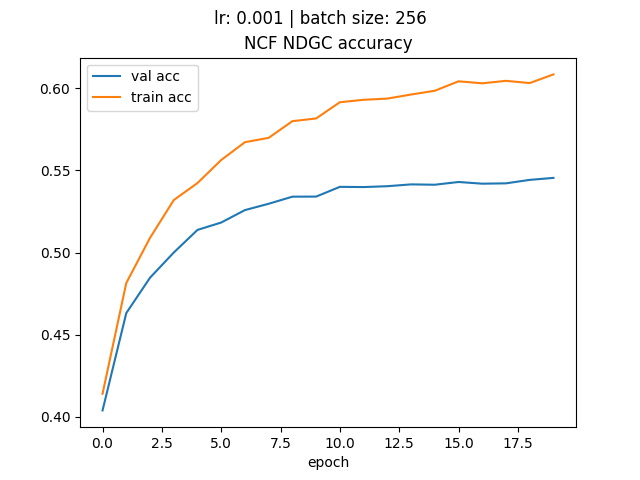 lr: 0.001 | batch size: 256
NCF NDGC accuracy
val acc
train acc
0.60
0.55
0.50
0.45
0.40
0.0 2.5 5.0 7.5 10.0 12.5 15.0 17.5
epoch